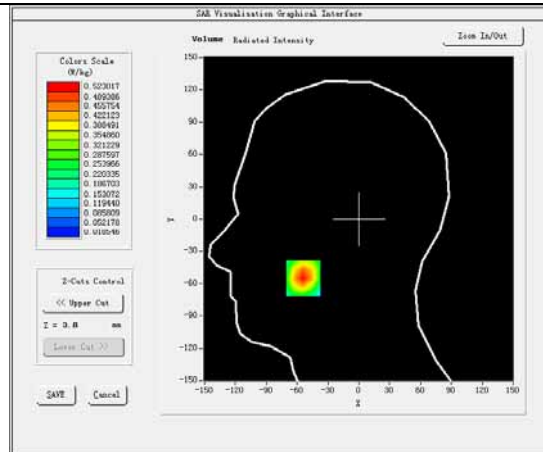 SAR Visualisation Graphical Interface
Volume Radiated Intensity
Zoom In/Out
Colors Scale
(W/kg)
0.523017
0.489386
0.455754
0.422123
0.388491
0.354860
0.321229
0.287597
0.253966
0.220335
0.186703
0.153072
0.119440
0.085809
0.052178
0.018546
150
120
90
60
30
Y 0
-30
-60
-90
-120
-150
-150 -120 -90 -60 -30 0 30 60 90 120 150
X
Z-Cuts Control
<< Upper Cut
Z = 3.8 mm
Lower Cut >>
SAVE Cancel